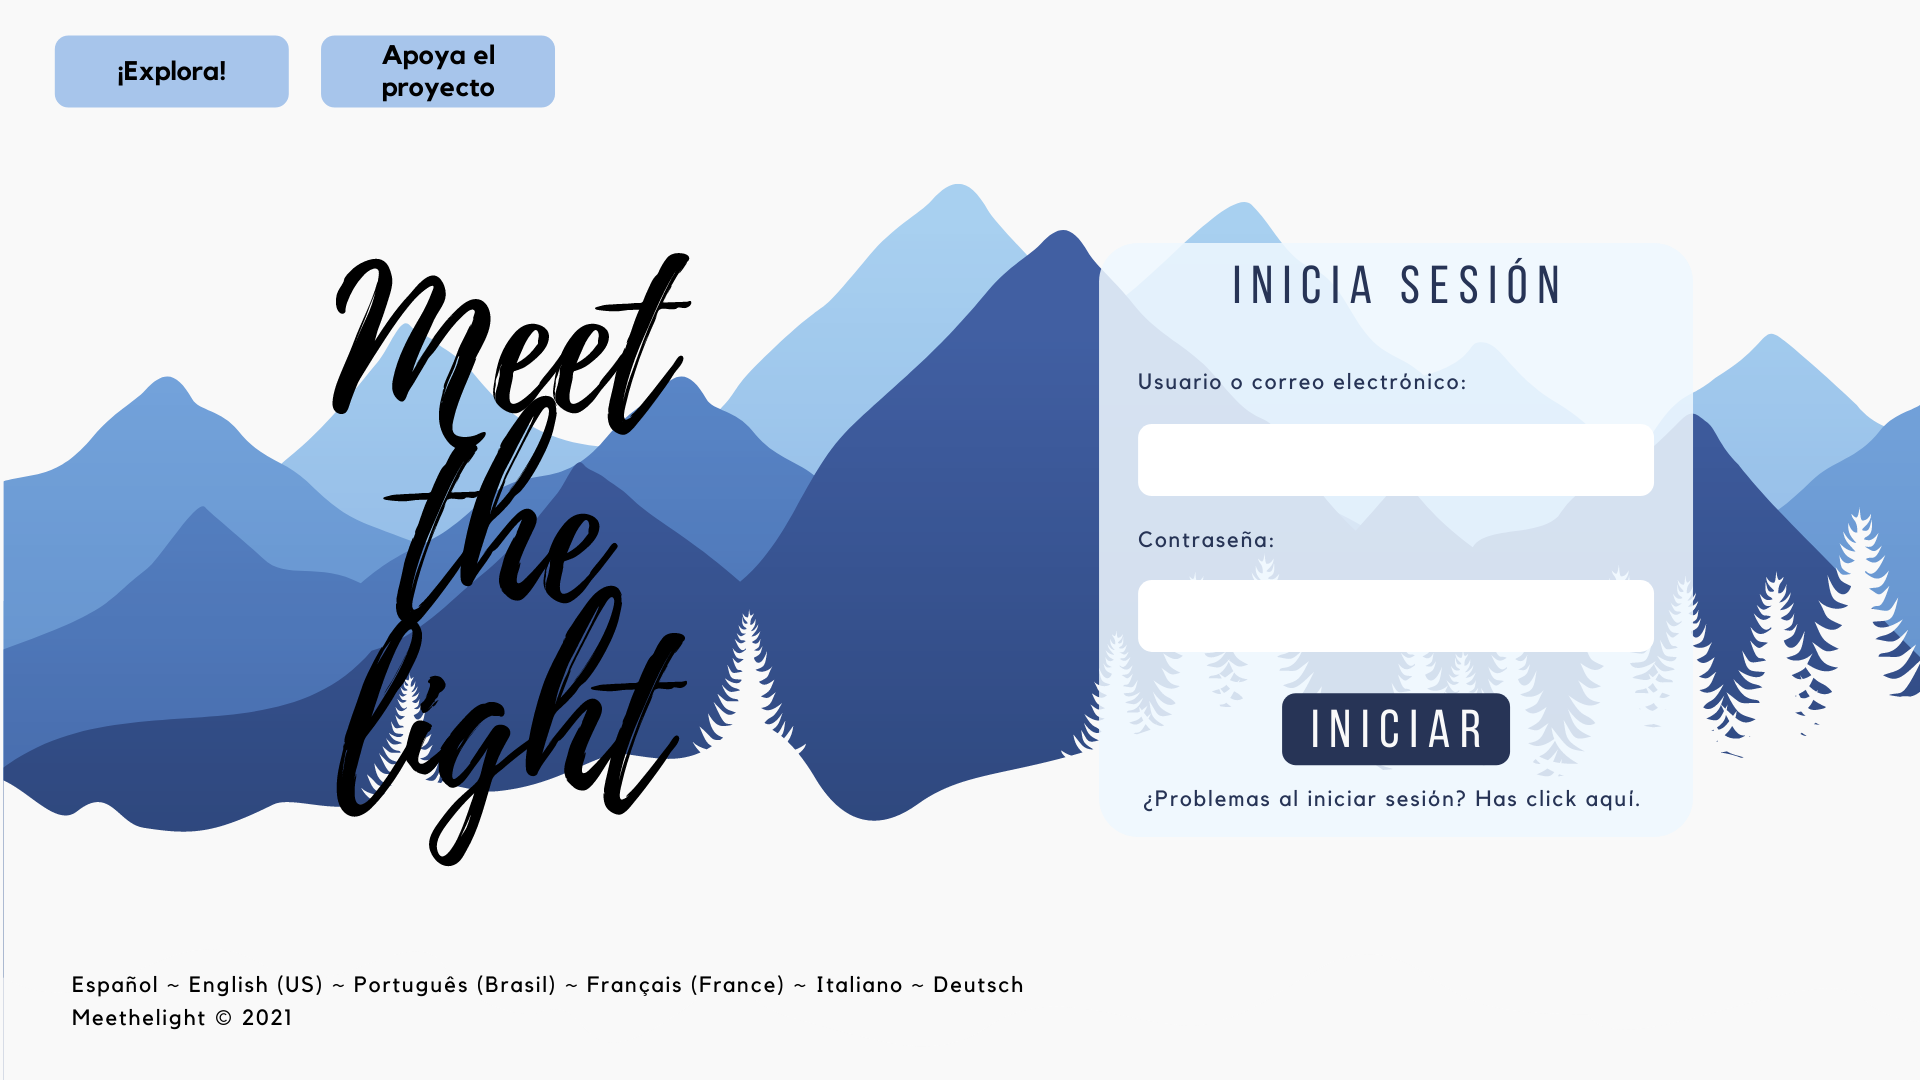 ¡Explora!
Apoya el
proyecto
Meet
the
light
INICIA SESIÓN
Usuario o correo electrónico:
Contraseña:
INICIAR
¿Problemas al iniciar sesión? Has click aquí.
Español ~ English (US) ~ Português (Brasil) ~ Français (France) ~ Italiano ~ Deutsch
Meethelight © 2021